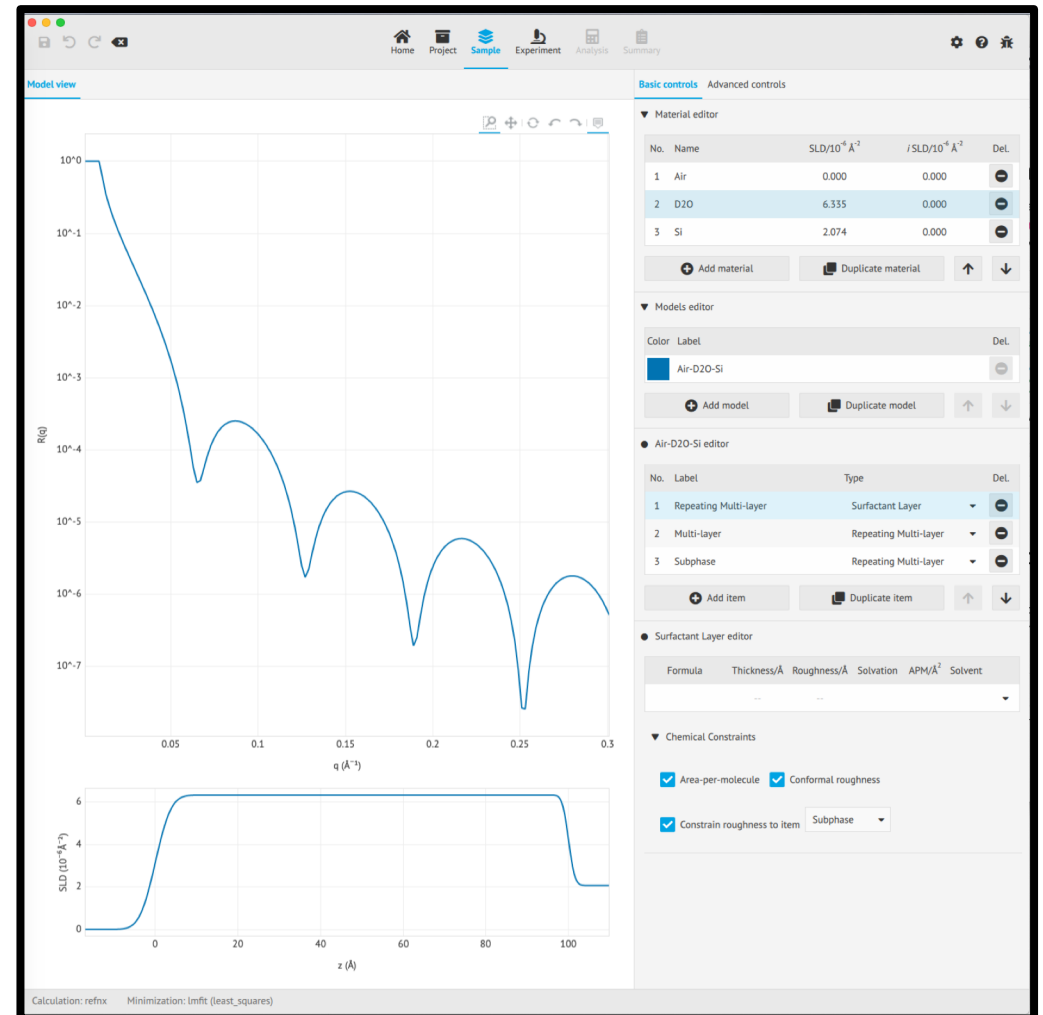 Home Project Sample Experiment Analysis Summary
Model view
10^0
10^-1
10^-2
10^-3
10^-4
10^-5
10^-6
10^-7
R(q)
0.05 0.1 0.15 0.2 0.25 0.3
q (Å⁻¹)
6
4
2
0
SLD (10⁻⁶Å⁻²)
0 20 40 60 80 100
z (Å)
Basic controls Advanced controls
Material editor
No. Name SLD/10⁻⁶ Å⁻² i SLD/10⁻⁶ Å⁻² Del.
1 Air 0.000 0.000
2 D2O 6.335 0.000
3 Si 2.074 0.000
Add material Duplicate material
Models editor
Color Label Del.
Air-D2O-Si
Add model Duplicate model
Air-D2O-Si editor
No. Label Type Del.
1 Repeating Multi-layer Surfactant Layer
2 Multi-layer Repeating Multi-layer
3 Subphase Repeating Multi-layer
Add item Duplicate item
Surfactant Layer editor
Formula Thickness/Å Roughness/Å Solvation APM/Å² Solvent
-- --
Chemical Constraints
Area-per-molecule Conformal roughness
Constrain roughness to item Subphase
Calculation: refnx Minimization: lmfit (least_squares)